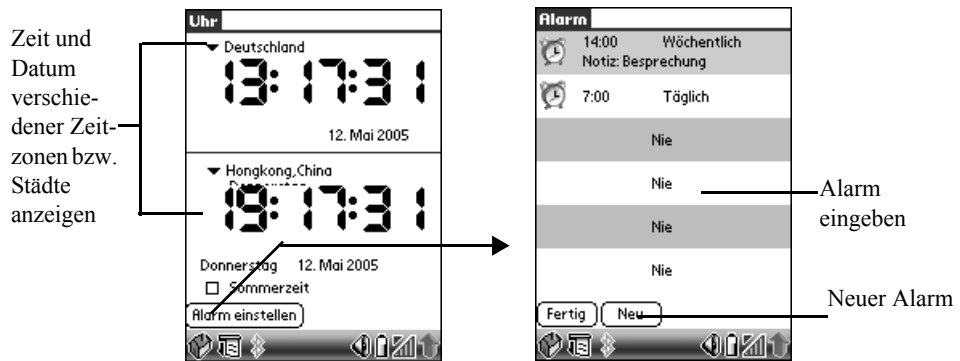 Zeit und
Datum
verschie-
dener Zeit-
zonen bzw.
Städte
anzeigen
Uhr
Deutschland
13:17:31
12. Mai 2005
Hongkong,China
19:17:31
Donnerstag 12. Mai 2005
Sommerzeit
Alarm einstellen
Alarm
14:00 Wöchentlich
Notiz: Besprechung
7:00 Täglich
Nie
Nie
Nie
Nie
Fertig Neu
Alarm
eingeben
Neuer Alarm